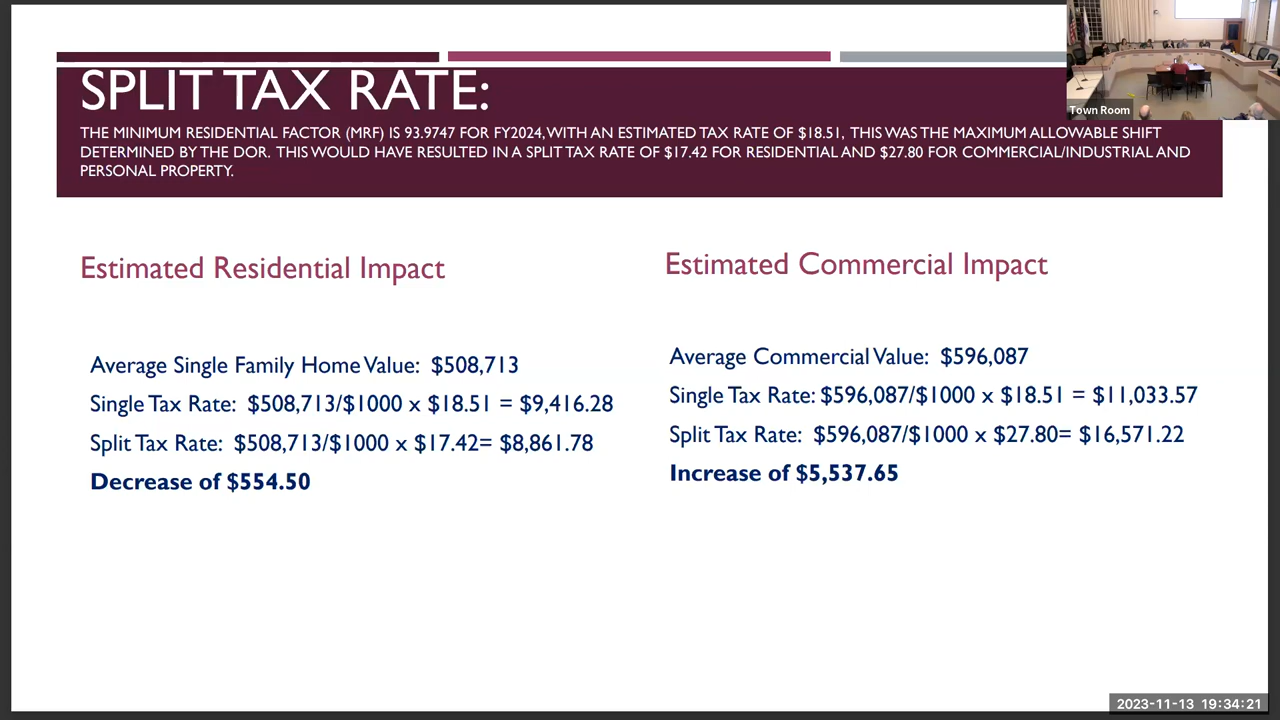 SPLIT TAX RATE:
THE MINIMUM RESIDENTIAL FACTOR (MRF) IS 93.9747 FOR FY2024, WITH AN ESTIMATED TAX RATE OF $18.51, THIS WAS THE MAXIMUM ALLOWABLE SHIFT
DETERMINED BY THE DOR. THIS WOULD HAVE RESULTED IN A SPLIT TAX RATE OF $17.42 FOR RESIDENTIAL AND $27.80 FOR COMMERCIAL/INDUSTRIAL AND
PERSONAL PROPERTY.
Town Room
Estimated Residential Impact
Average Single Family Home Value: $508,713
Single Tax Rate: $508,713/$1000 x $18.51 = $9,416.28
Split Tax Rate: $508,713/$1000 x $17.42= $8,861.78
Decrease of $554.50
Estimated Commercial Impact
Average Commercial Value: $596,087
Single Tax Rate: $596,087/$1000 x $18.51 = $11,033.57
Split Tax Rate: $596,087/$1000 x $27.80= $16,571.22
Increase of $5,537.65
2023-11-13 19:34:21